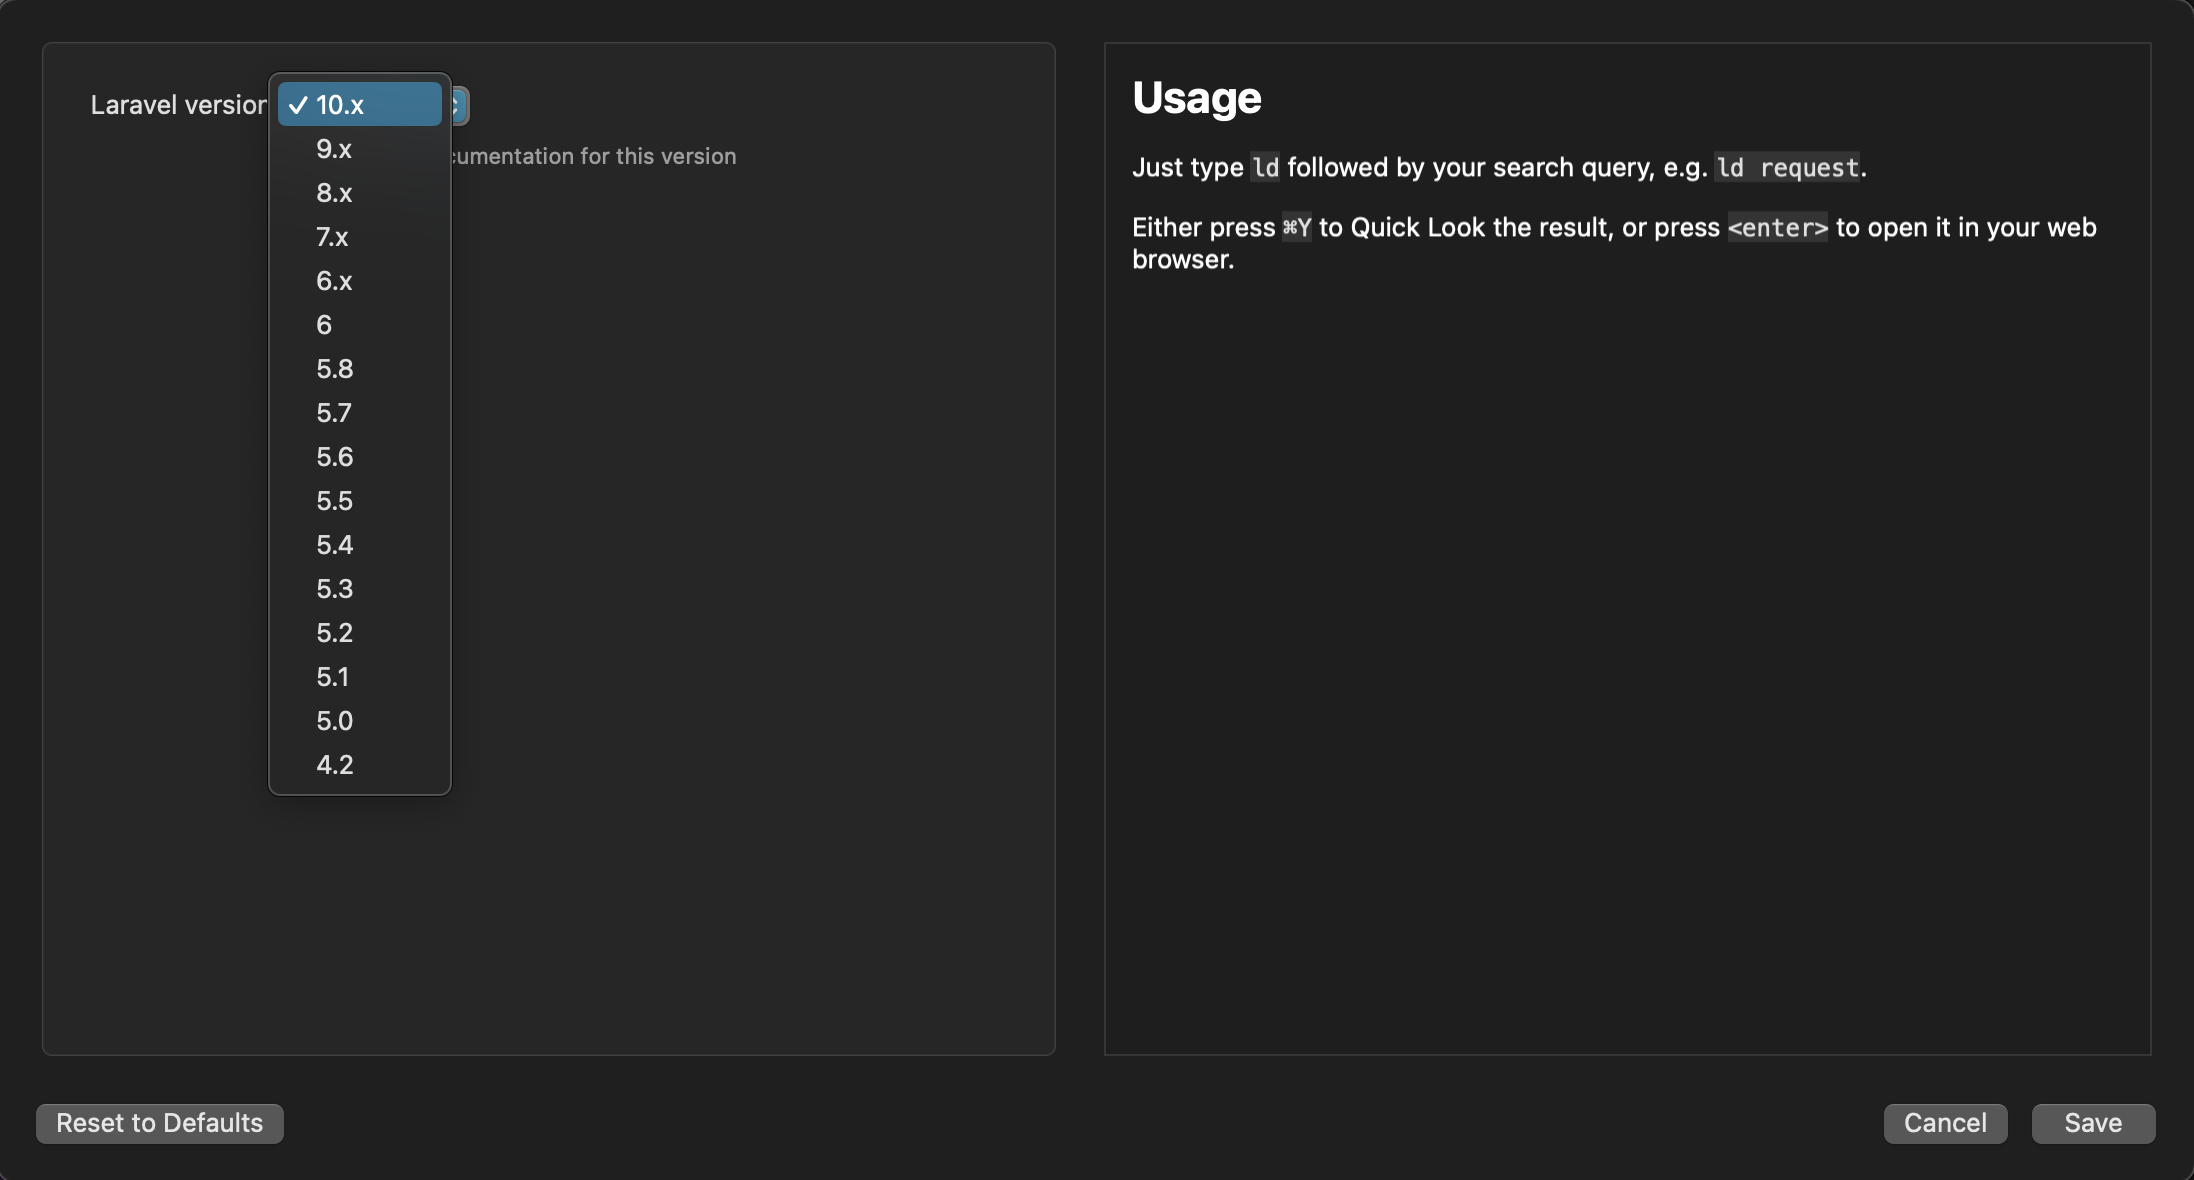 Laravel version
✓ 10.x
9.x
8.x
7.x
6.x
6
5.8
5.7
5.6
5.5
5.4
5.3
5.2
5.1
5.0
4.2
for this version
Usage
Just type ld followed by your search query, e.g. ld request.
Either press ⌘Y to Quick Look the result, or press <enter> to open it in your web
browser.
Reset to Defaults
Cancel
Save